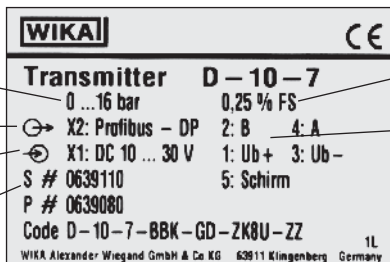 WIKA CE
Transmitter D-10-7
0 ...16 bar 0,25 % FS
X2: Profibus - DP 2: B 4: A
X1: DC 10 ... 30 V 1: Ub+ 3: Ub-
S # 0639110 5: Schirm
P # 0639080
Code D-10-7-BBK-GD-ZK8U-ZZ
1L
WIKA Alexander Wiegand GmbH & Co KG 63911 Klingenberg Germany